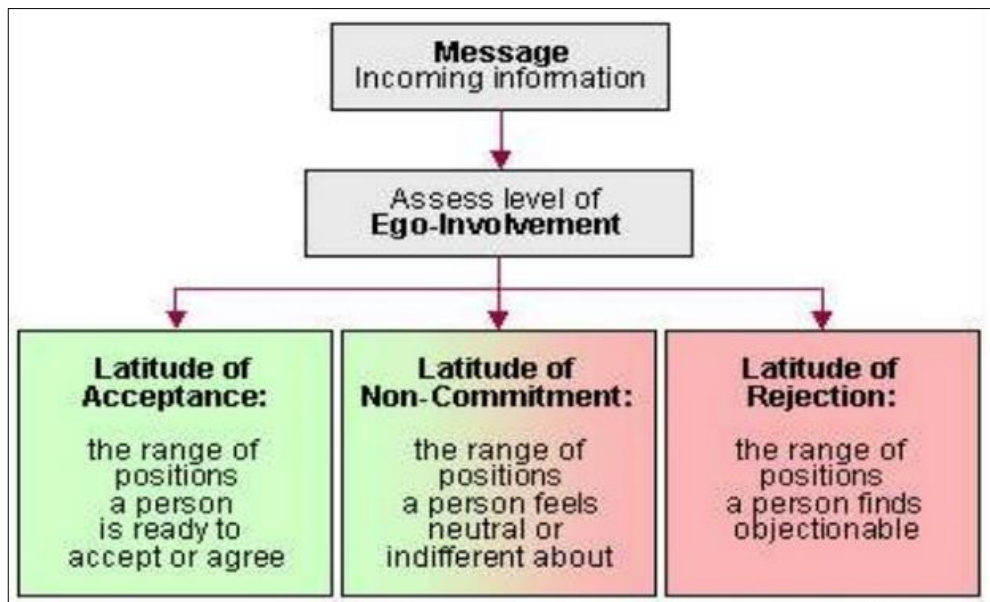 Message
Incoming information
Assess level of
Ego-Involvement
Latitude of
Acceptance:
the range of
positions
a person
is ready to
accept or agree
Latitude of
Non-Commitment:
the range of
positions
a person feels
neutral or
indifferent about
Latitude of
Rejection:
the range of
positions
a person finds
objectionable